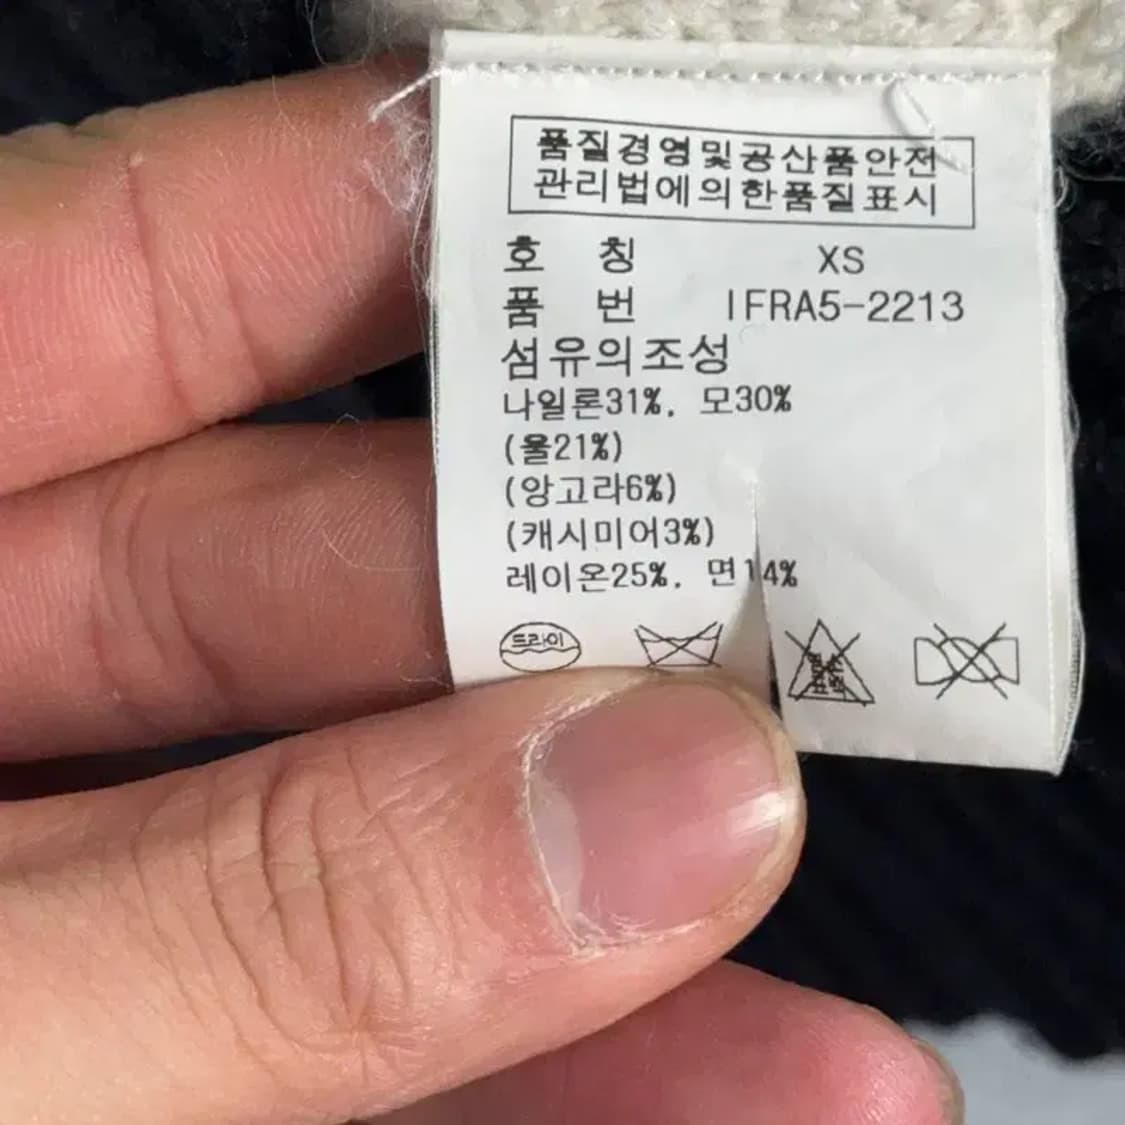 품질경영및공산품안전
관리법에의한품질표시
호 칭 XS
품 번 IFRA5-2213
섬유의조성
나일론31%, 모30%
(울21%)
(앙고라6%)
(캐시미어3%)
레이온25%, 면14%
드라이